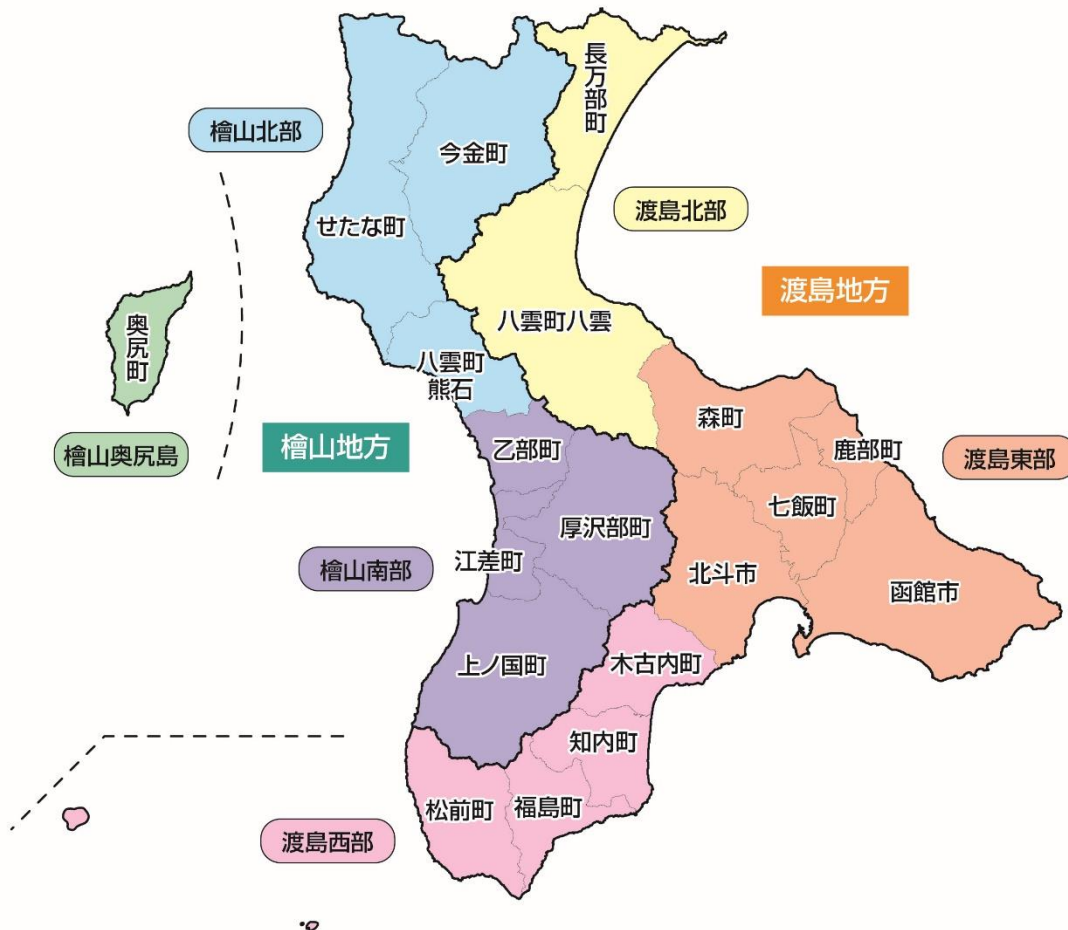 長万部町
檜山北部
今金町
渡島北部
せたな町
渡島地方
八雲町八雲
奥尻町
八雲町
熊石
森町
檜山奥尻島
檜山地方
乙部町
鹿部町
渡島東部
七飯町
厚沢部町
江差町
檜山南部
北斗市
函館市
上ノ国町
木古内町
知内町
松前町
福島町
渡島西部